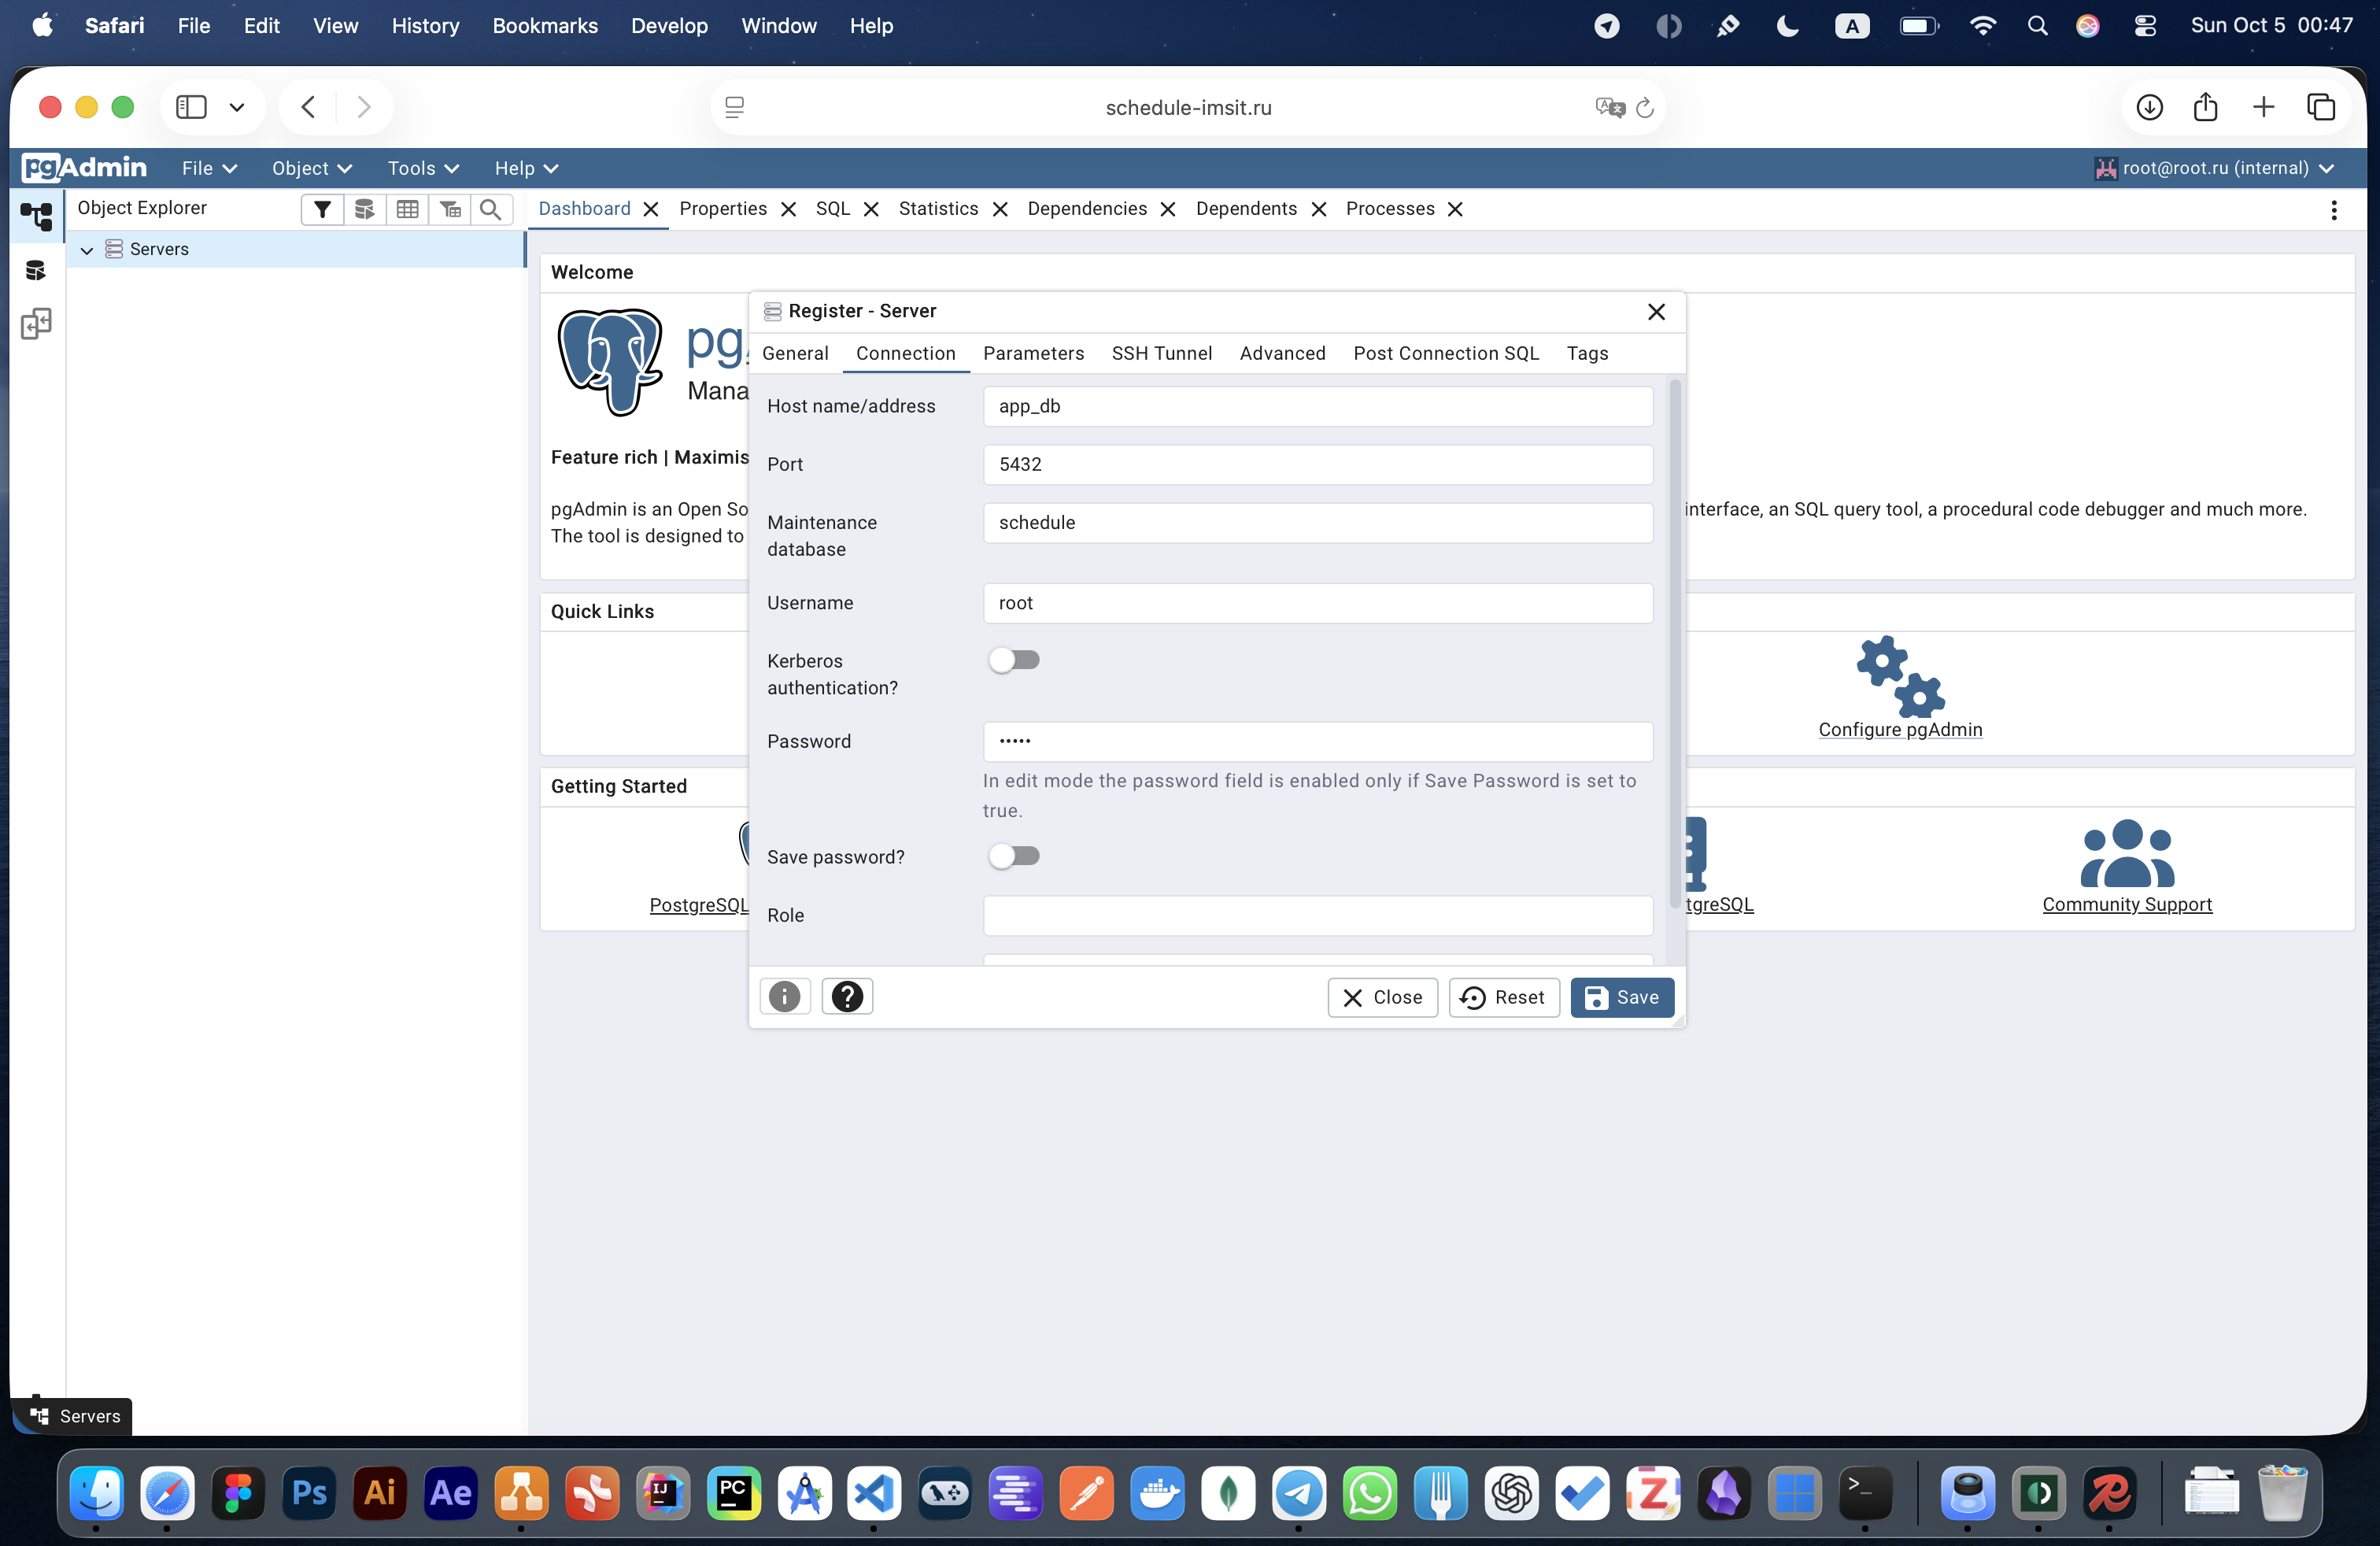 Safari File Edit View History Bookmarks Develop Window Help A Sun Oct 5 00:47
schedule-imsit.ru
pgAdmin File Object Tools Help root@root.ru (internal)
Object Explorer
Dashboard Properties SQL Statistics Dependencies Dependents Processes
Servers
Welcome
Register - Server
General Connection Parameters SSH Tunnel Advanced Post Connection SQL Tags
pg
Mana
Host name/address app_db
Feature rich | Maximis
Port 5432
pgAdmin is an Open So
interface, an SQL query tool, a procedural code debugger and much more.
The tool is designed to
Maintenance
database
schedule
Quick Links
Username root
Kerberos
authentication?
Configure pgAdmin
Password •••••
In edit mode the password field is enabled only if Save Password is set to
true.
Getting Started
Save password?
PostgreSQL
tgreSQL
Community Support
Role
Close Reset Save
Servers
Ps Ai Ae IJ PC Z >_